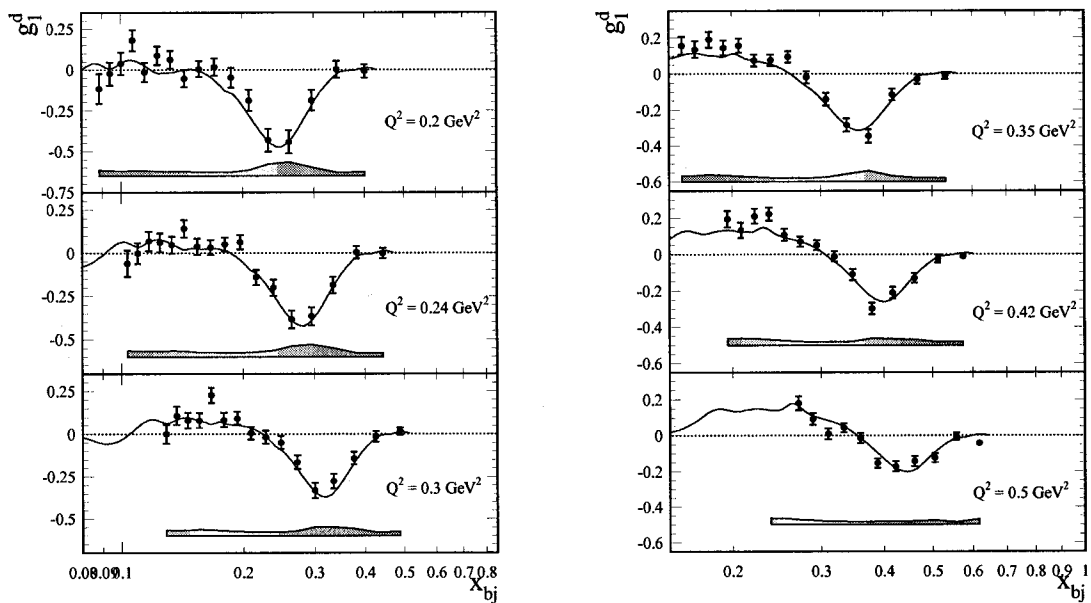 g₁ᵈ
0.25
0
-0.25
-0.5
-0.75
Q² = 0.2 GeV²
0.25
0
-0.25
-0.5
Q² = 0.24 GeV²
0.25
0
-0.25
-0.5
Q² = 0.3 GeV²
0.08 0.09 0.1 0.2 0.3 0.4 0.5 0.6 0.7 0.8
x_bj
g₁ᵈ
0.2
0
-0.2
-0.4
-0.6
Q² = 0.35 GeV²
0.2
0
-0.2
-0.4
-0.6
Q² = 0.42 GeV²
0.2
0
-0.2
-0.4
-0.6
Q² = 0.5 GeV²
0.2 0.3 0.4 0.5 0.6 0.7 0.8 0.9 1
x_bj